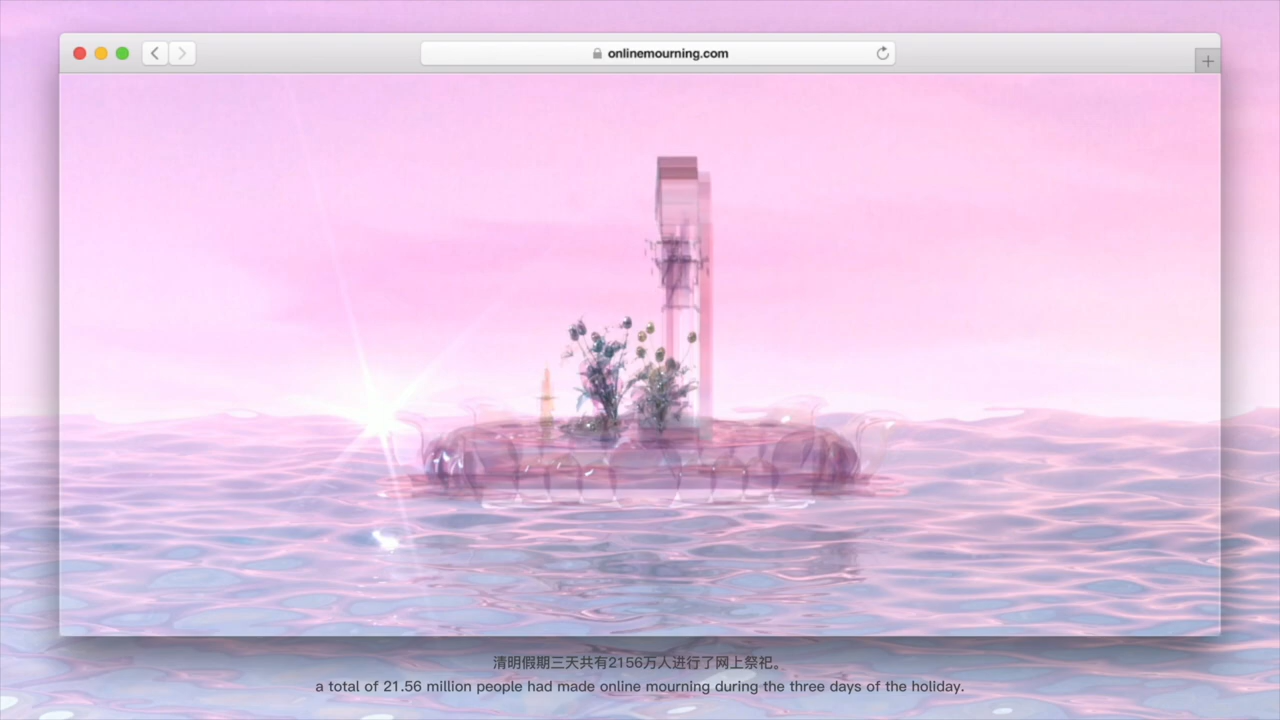 onlinemourning.com
清明假期三天共有2156万人进行了网上祭祀。
a total of 21.56 million people had made online mourning during the three days of the holiday.